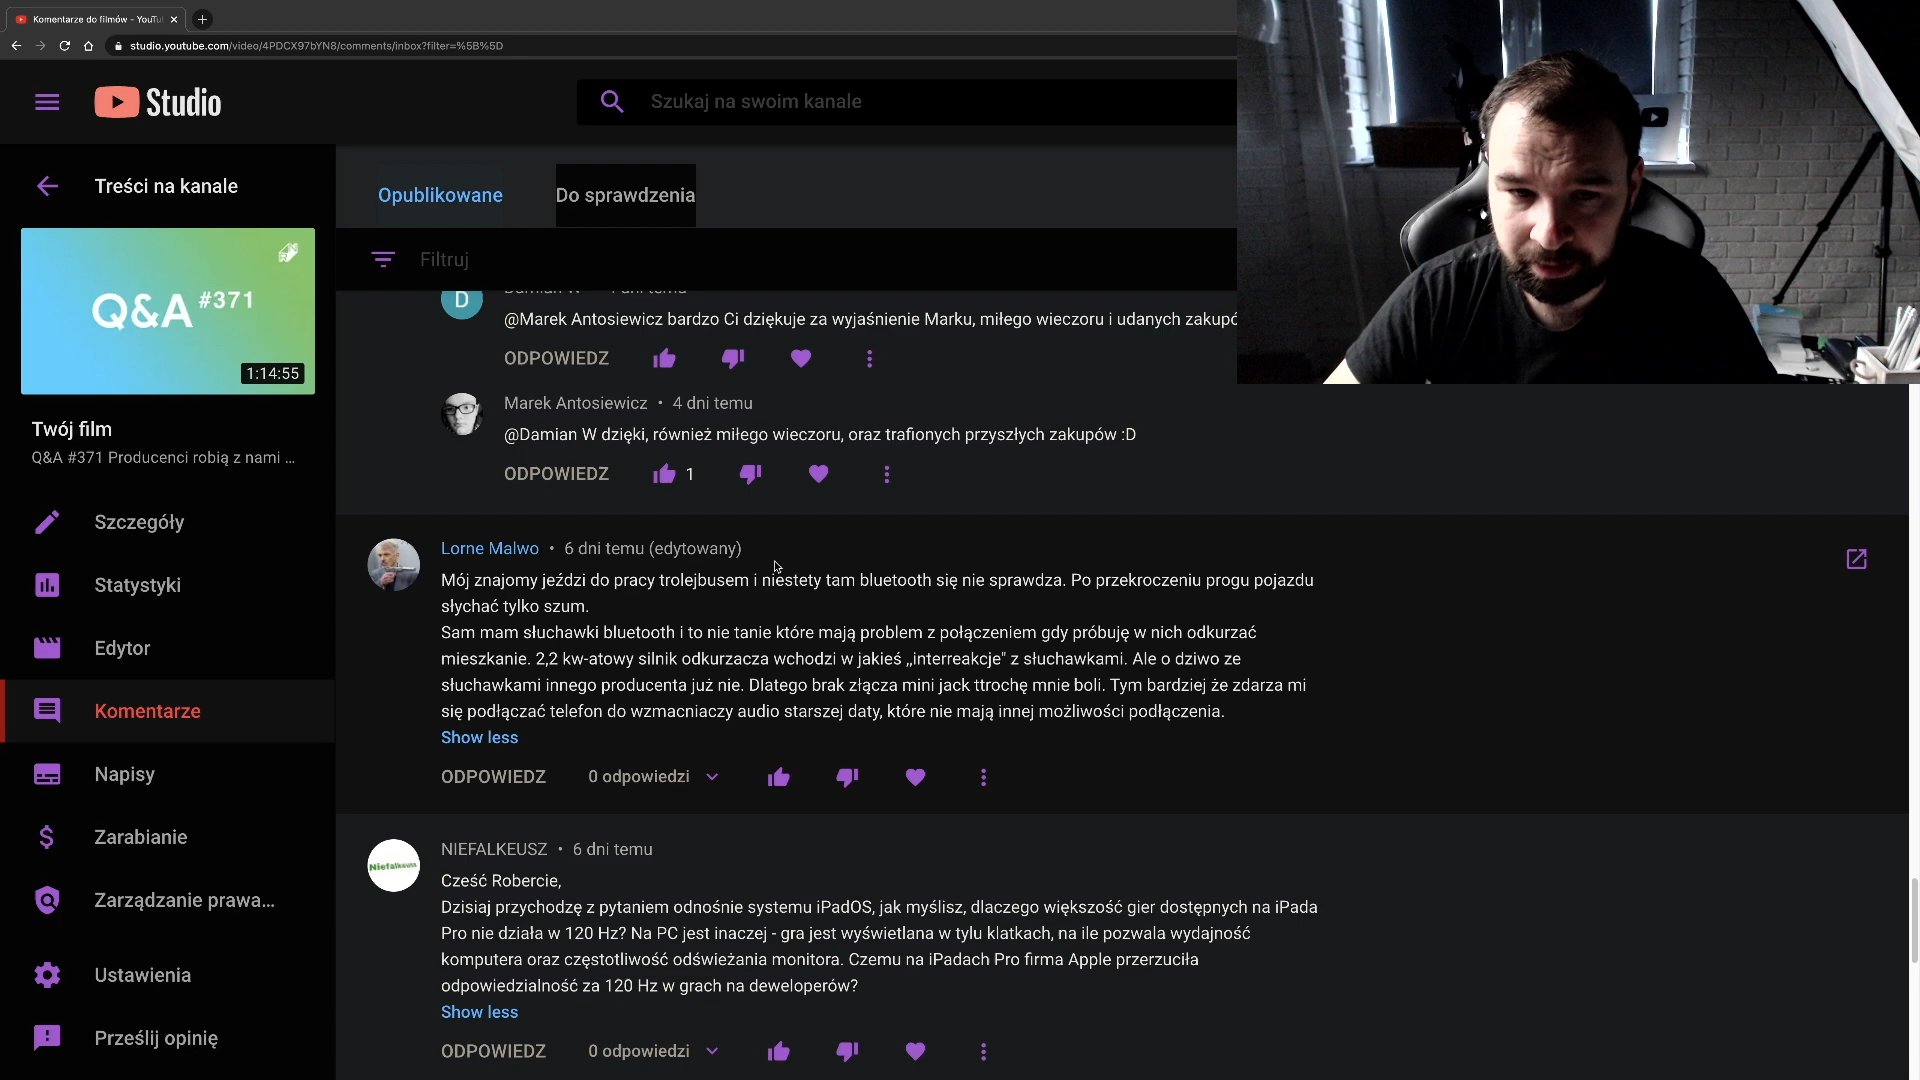 Komentarze do filmów - YouTu
studio.youtube.com/video/4PDCX97bYN8/comments/inbox?filter=%5B%5D
Studio
Szukaj na swoim kanale
Treści na kanale
Opublikowane
Do sprawdzenia
Filtruj
Q&A #371
1:14:55
Twój film
Q&A #371 Producenci robią z nami ...
Szczegóły
Statystyki
Edytor
Komentarze
Napisy
Zarabianie
Zarządzanie prawa...
Ustawienia
Prześlij opinię
D
Damian W • 4 dni temu
@Marek Antosiewicz bardzo Ci dziękuje za wyjaśnienie Marku, miłego wieczoru i udanych zakupó
ODPOWIEDZ
Marek Antosiewicz • 4 dni temu
@Damian W dzięki, również miłego wieczoru, oraz trafionych przyszłych zakupów :D
ODPOWIEDZ 1
Lorne Malwo • 6 dni temu (edytowany)
Mój znajomy jeździ do pracy trolejbusem i niestety tam bluetooth się nie sprawdza. Po przekroczeniu progu pojazdu
słychać tylko szum.
Sam mam słuchawki bluetooth i to nie tanie które mają problem z połączeniem gdy próbuję w nich odkurzać
mieszkanie. 2,2 kw-atowy silnik odkurzacza wchodzi w jakieś ,,interreakcje" z słuchawkami. Ale o dziwo ze
słuchawkami innego producenta już nie. Dlatego brak złącza mini jack ttrochę mnie boli. Tym bardziej że zdarza mi
się podłączać telefon do wzmacniaczy audio starszej daty, które nie mają innej możliwości podłączenia.
Show less
ODPOWIEDZ 0 odpowiedzi
Niefalkeusz
NIEFALKEUSZ • 6 dni temu
Cześć Robercie,
Dzisiaj przychodzę z pytaniem odnośnie systemu iPadOS, jak myślisz, dlaczego większość gier dostępnych na iPada
Pro nie działa w 120 Hz? Na PC jest inaczej - gra jest wyświetlana w tylu klatkach, na ile pozwala wydajność
komputera oraz częstotliwość odświeżania monitora. Czemu na iPadach Pro firma Apple przerzuciła
odpowiedzialność za 120 Hz w grach na deweloperów?
Show less
ODPOWIEDZ 0 odpowiedzi